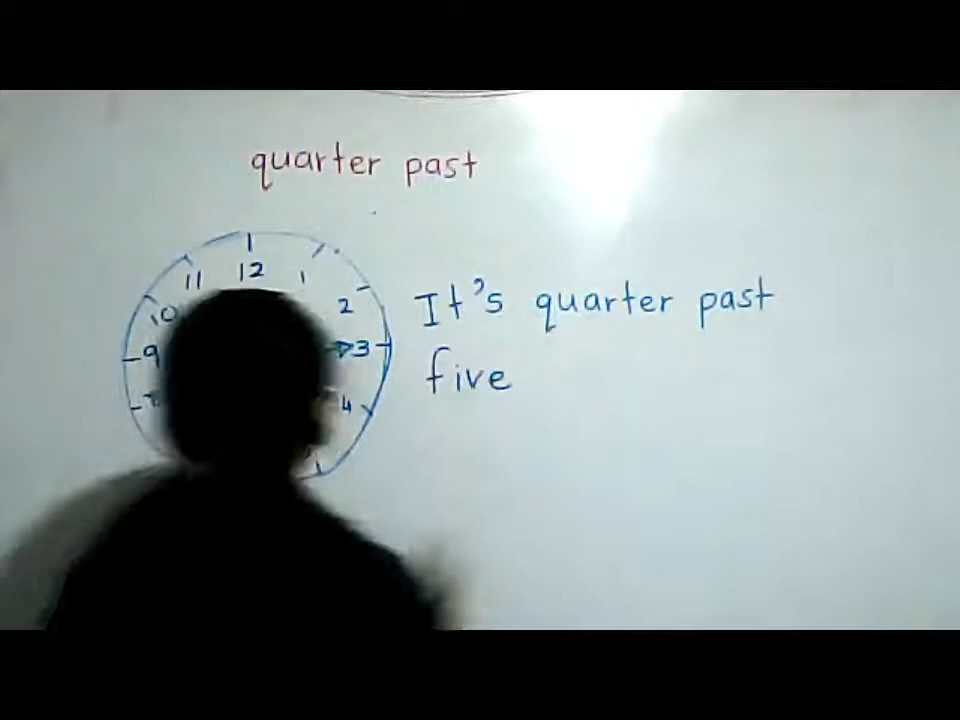 quarter past
11 12 1
10 2
9 3
4
It's quarter past
five